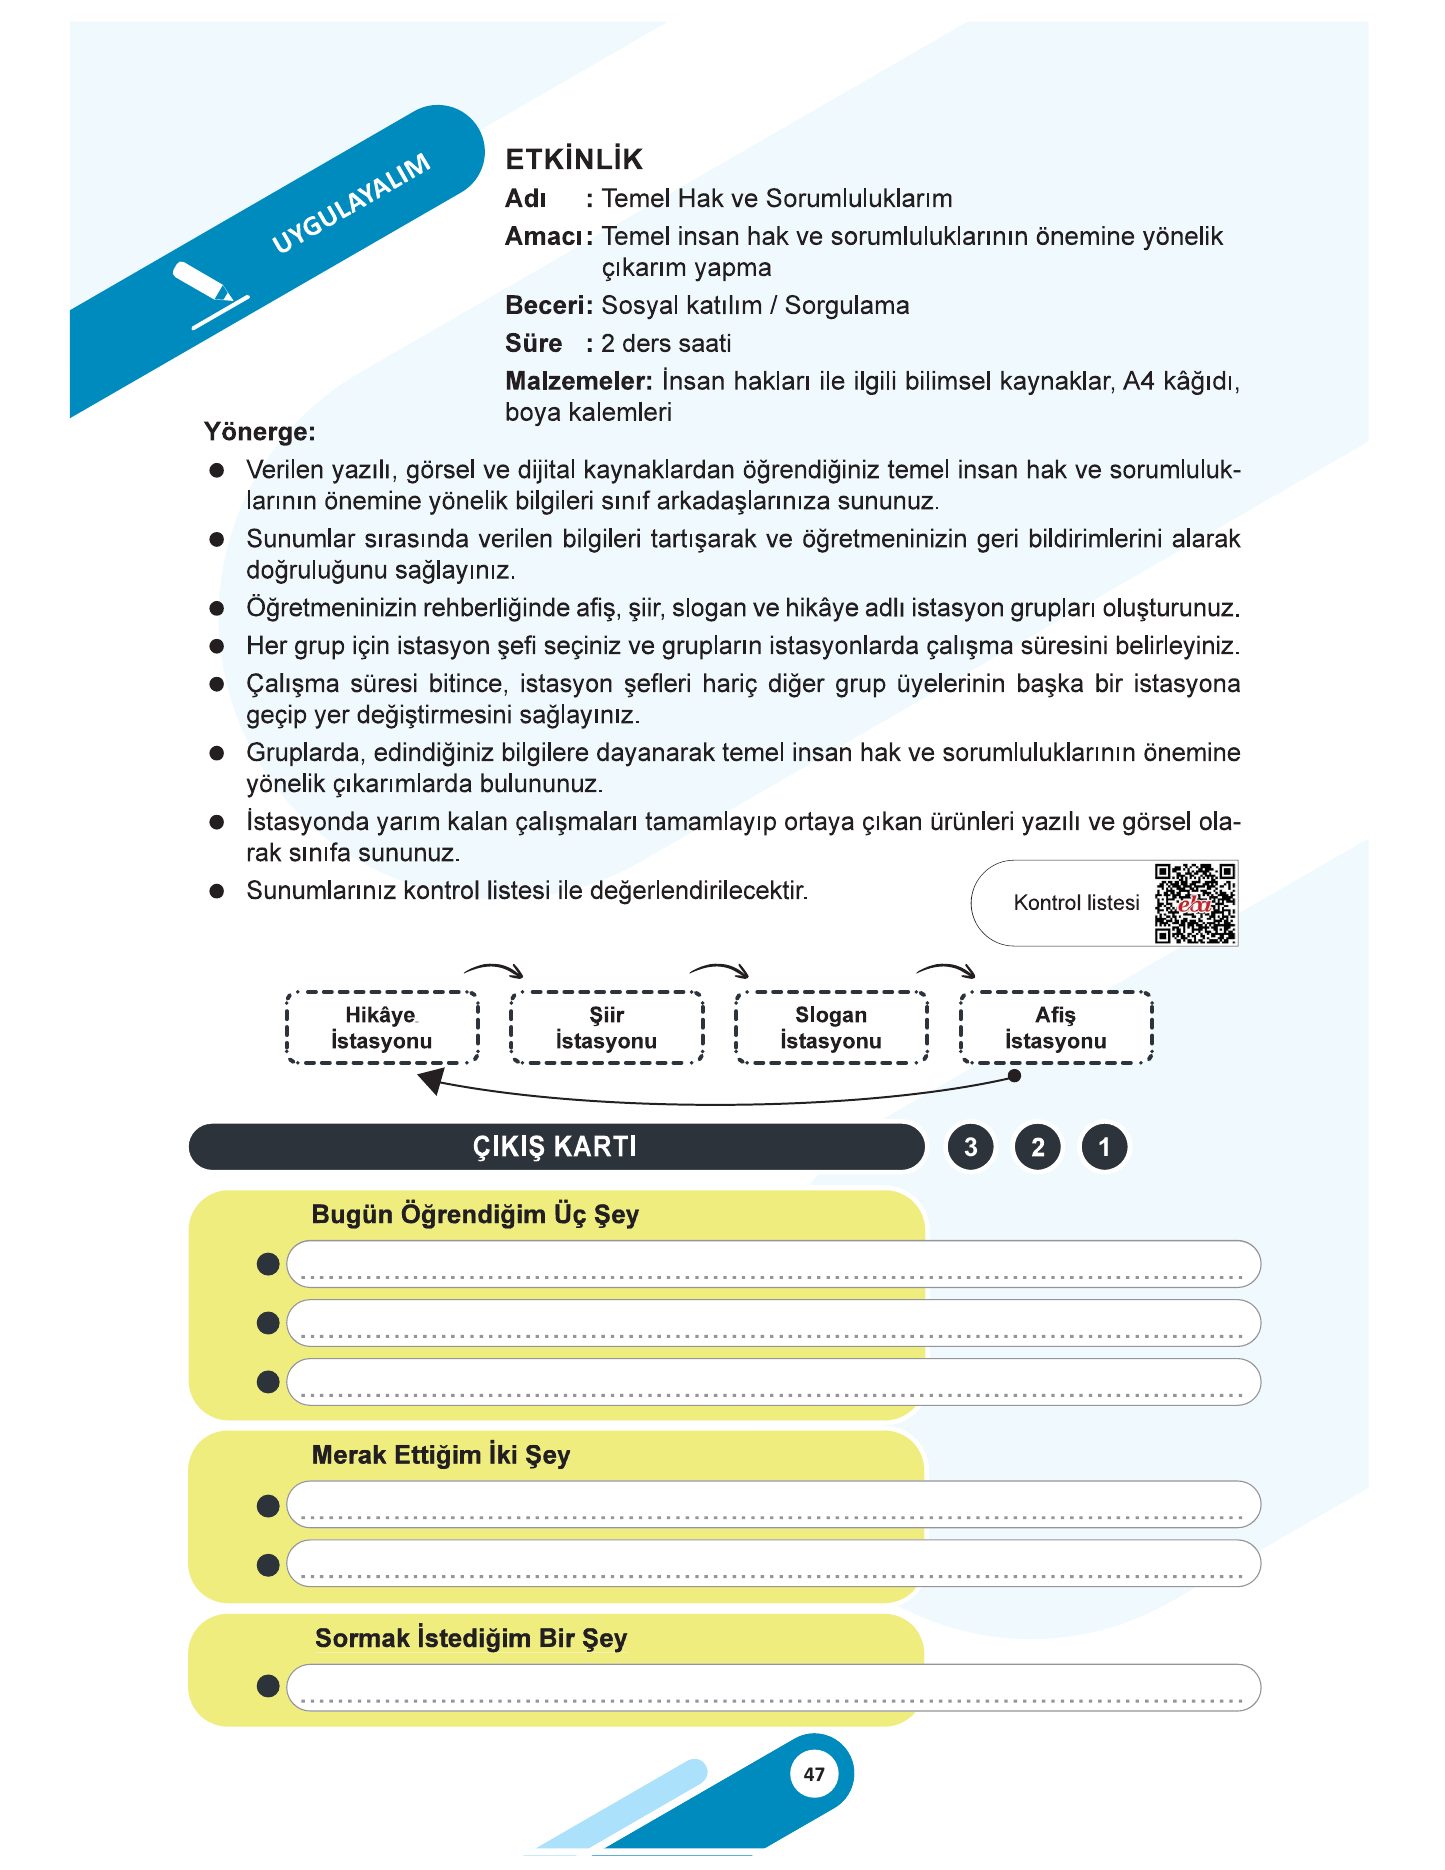 UYGULAYALIM
ETKİNLİK
Adı : Temel Hak ve Sorumluluklarım
Amacı: Temel insan hak ve sorumluluklarının önemine yönelik
çıkarım yapma
Beceri: Sosyal katılım / Sorgulama
Süre : 2 ders saati
Malzemeler: İnsan hakları ile ilgili bilimsel kaynaklar, A4 kâğıdı,
boya kalemleri
Yönerge:
● Verilen yazılı, görsel ve dijital kaynaklardan öğrendiğiniz temel insan hak ve sorumluluk-
larının önemine yönelik bilgileri sınıf arkadaşlarınıza sununuz.
● Sunumlar sırasında verilen bilgileri tartışarak ve öğretmeninizin geri bildirimlerini alarak
doğruluğunu sağlayınız.
● Öğretmeninizin rehberliğinde afiş, şiir, slogan ve hikâye adlı istasyon grupları oluşturunuz.
● Her grup için istasyon şefi seçiniz ve grupların istasyonlarda çalışma süresini belirleyiniz.
● Çalışma süresi bitince, istasyon şefleri hariç diğer grup üyelerinin başka bir istasyona
geçip yer değiştirmesini sağlayınız.
● Gruplarda, edindiğiniz bilgilere dayanarak temel insan hak ve sorumluluklarının önemine
yönelik çıkarımlarda bulununuz.
● İstasyonda yarım kalan çalışmaları tamamlayıp ortaya çıkan ürünleri yazılı ve görsel ola-
rak sınıfa sununuz.
● Sunumlarınız kontrol listesi ile değerlendirilecektir.
Kontrol listesi
eba
Hikâye
İstasyonu
Şiir
İstasyonu
Slogan
İstasyonu
Afiş
İstasyonu
ÇIKIŞ KARTI 3 2 1
Bugün Öğrendiğim Üç Şey
Merak Ettiğim İki Şey
Sormak İstediğim Bir Şey
47